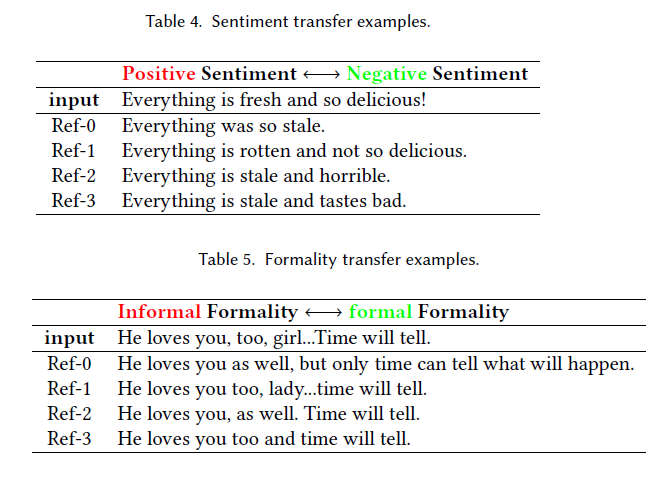 Table 4. Sentiment transfer examples.
Positive Sentiment ⟷ Negative Sentiment
input Everything is fresh and so delicious!
Ref-0 Everything was so stale.
Ref-1 Everything is rotten and not so delicious.
Ref-2 Everything is stale and horrible.
Ref-3 Everything is stale and tastes bad.
Table 5. Formality transfer examples.
Informal Formality ⟷ formal Formality
input He loves you, too, girl...Time will tell.
Ref-0 He loves you as well, but only time can tell what will happen.
Ref-1 He loves you too, lady...time will tell.
Ref-2 He loves you, as well. Time will tell.
Ref-3 He loves you too and time will tell.